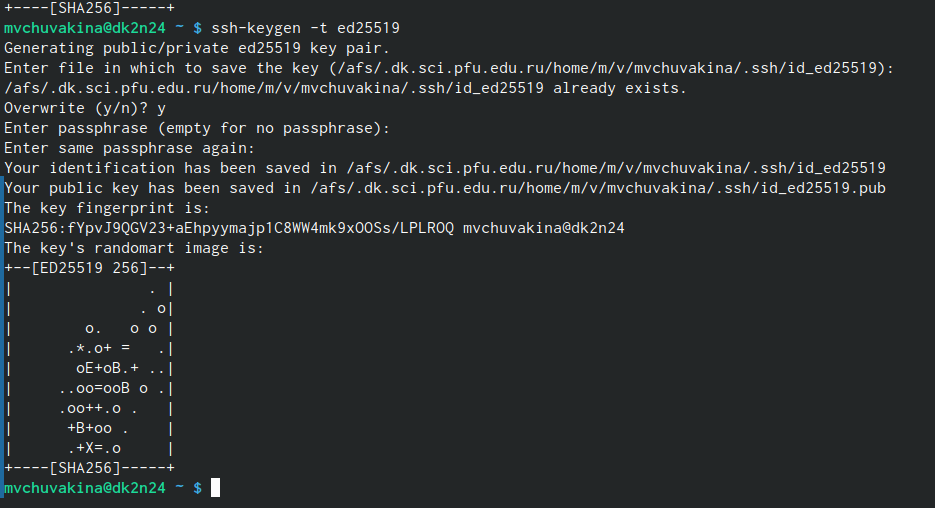 +----[SHA256]-----+
mvchuvakina@dk2n24 ~ $ ssh-keygen -t ed25519
Generating public/private ed25519 key pair.
Enter file in which to save the key (/afs/.dk.sci.pfu.edu.ru/home/m/v/mvchuvakina/.ssh/id_ed25519):
/afs/.dk.sci.pfu.edu.ru/home/m/v/mvchuvakina/.ssh/id_ed25519 already exists.
Overwrite (y/n)? y
Enter passphrase (empty for no passphrase):
Enter same passphrase again:
Your identification has been saved in /afs/.dk.sci.pfu.edu.ru/home/m/v/mvchuvakina/.ssh/id_ed25519
Your public key has been saved in /afs/.dk.sci.pfu.edu.ru/home/m/v/mvchuvakina/.ssh/id_ed25519.pub
The key fingerprint is:
SHA256:fYpvJ9QGV23+aEhpyymajp1C8WW4mk9xOOSs/LPLROQ mvchuvakina@dk2n24
The key's randomart image is:
+--[ED25519 256]--+
|               . |
|              . o|
|        o.   o o |
|      .*.o+ =   .|
|       oE+oB.+ ..|
|     ..oo=ooB o .|
|     .oo++.o .   |
|      +B+oo .    |
|      .+X=.o     |
+----[SHA256]-----+
mvchuvakina@dk2n24 ~ $